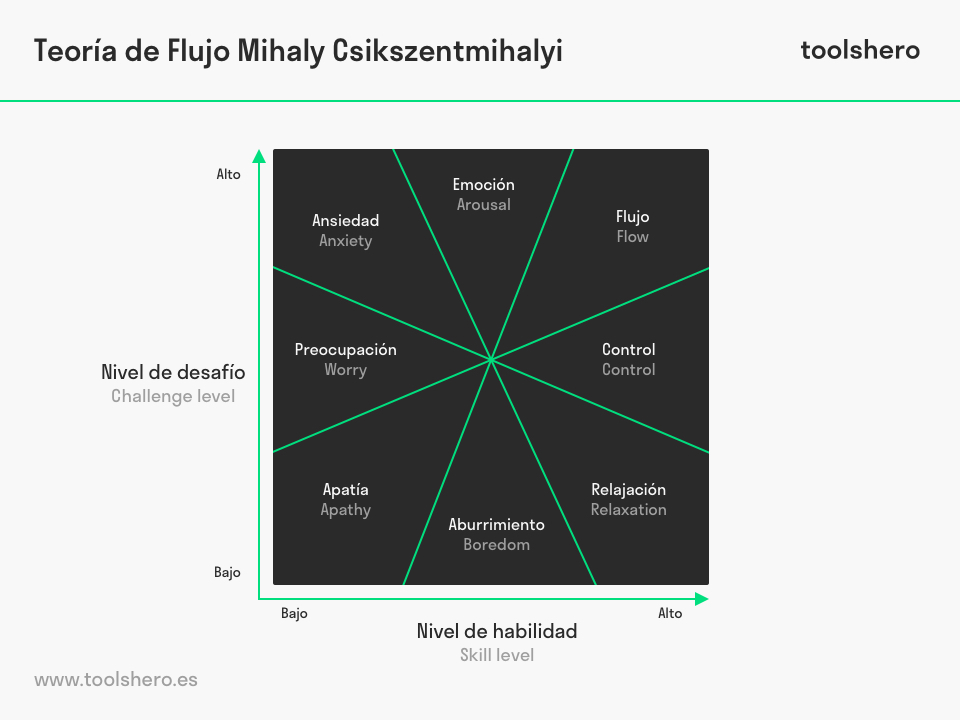 Teoría de Flujo Mihaly Csikszentmihalyi
toolshero
Alto
Emoción
Arousal
Ansiedad
Anxiety
Flujo
Flow
Preocupación
Worry
Control
Control
Nivel de desafío
Challenge level
Apatía
Apathy
Relajación
Relaxation
Aburrimiento
Boredom
Bajo
Bajo
Alto
Nivel de habilidad
Skill level
www.toolshero.es